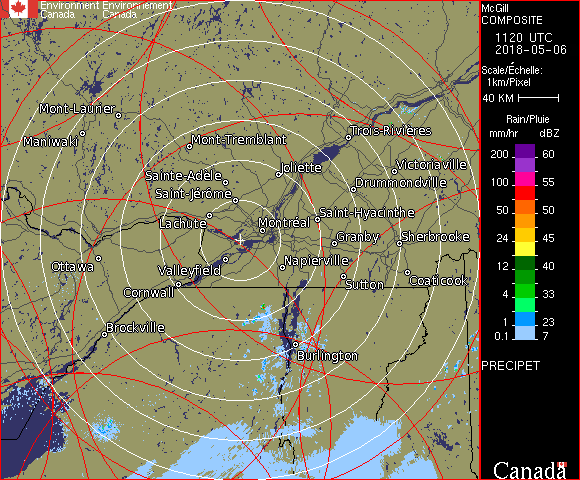 Environment Environnement
Canada Canada
McGill
COMPOSITE
1120 UTC
2018-05-06
Scale/Échelle:
1km/Pixel
40 KM
Rain/Pluie
mm/hr dBZ
200 60
150 57
100 55
50 50
24 45
12 40
4 33
1 23
0.1 7
PRECIPET
Canada
Mont-Laurier
Maniwaki
Mont-Tremblant
Trois-Rivières
Sainte-Adèle
Joliette
Victoriaville
Saint-Jérôme
Drummondville
Lachute
Montréal
Saint-Hyacinthe
Granby
Sherbrooke
Ottawa
Valleyfield
Napierville
Cornwall
Sutton
Coaticook
Brockville
Burlington